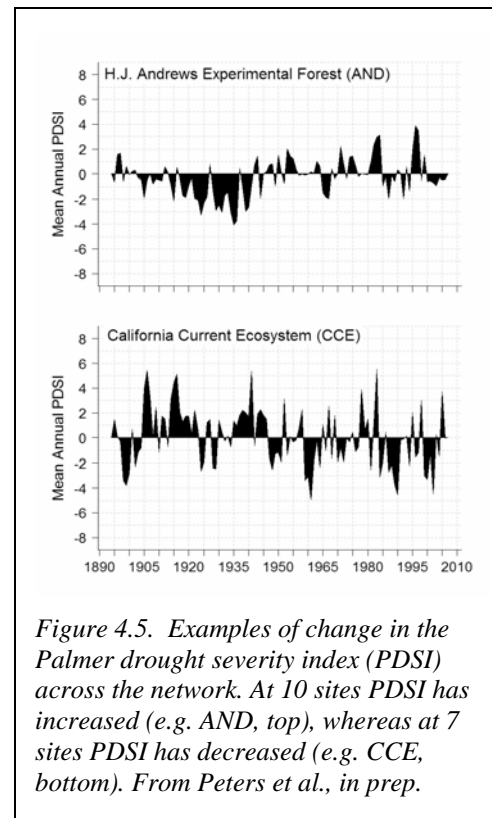 H.J. Andrews Experimental Forest (AND)
8
6
4
2
0
-2
-4
-6
-8
Mean Annual PDSI
California Current Ecosystem (CCE)
8
6
4
2
0
-2
-4
-6
-8
Mean Annual PDSI
1890 1905 1920 1935 1950 1965 1980 1995 2010
Figure 4.5. Examples of change in the
Palmer drought severity index (PDSI)
across the network. At 10 sites PDSI has
increased (e.g. AND, top), whereas at 7
sites PDSI has decreased (e.g. CCE,
bottom). From Peters et al., in prep.